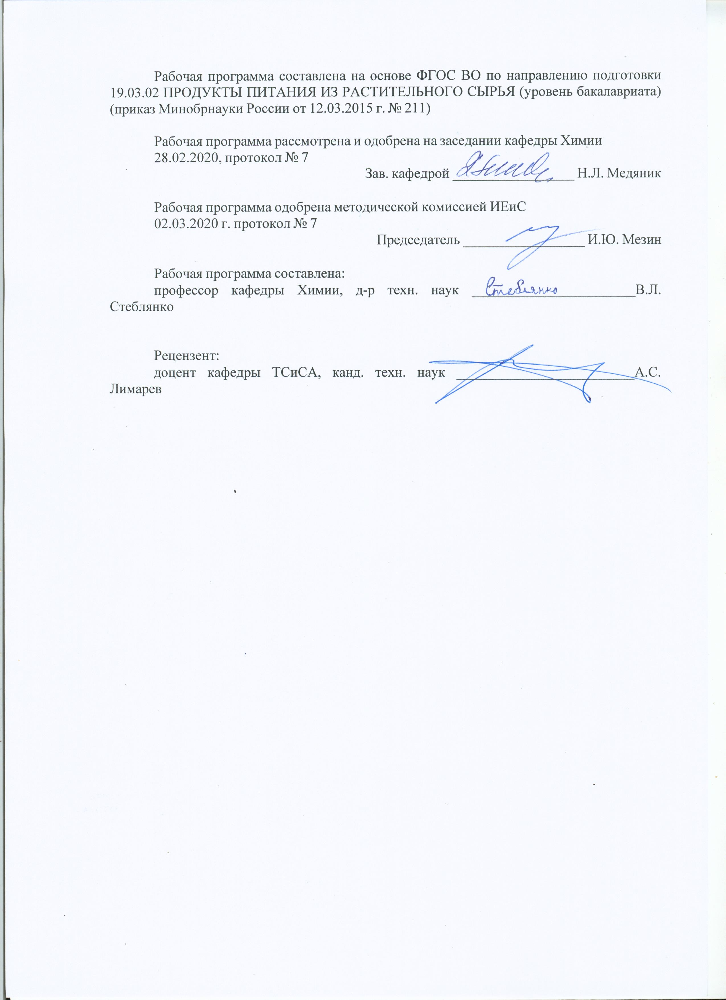 Рабочая программа составлена на основе ФГОС ВО по направлению подготовки
19.03.02 ПРОДУКТЫ ПИТАНИЯ ИЗ РАСТИТЕЛЬНОГО СЫРЬЯ (уровень бакалавриата)
(приказ Минобрнауки России от 12.03.2015 г. № 211)
Рабочая программа рассмотрена и одобрена на заседании кафедры Химии
28.02.2020, протокол № 7
Зав. кафедрой ____________________ Н.Л. Медяник
Рабочая программа одобрена методической комиссией ИЕиС
02.03.2020 г. протокол № 7
Председатель ____________________ И.Ю. Мезин
Рабочая программа составлена:
профессор кафедры Химии, д-р техн. наук Стеблянко В.Л.
Стеблянко
Рецензент:
доцент кафедры ТСиСА, канд. техн. наук ____________________А.С.
Лимарев